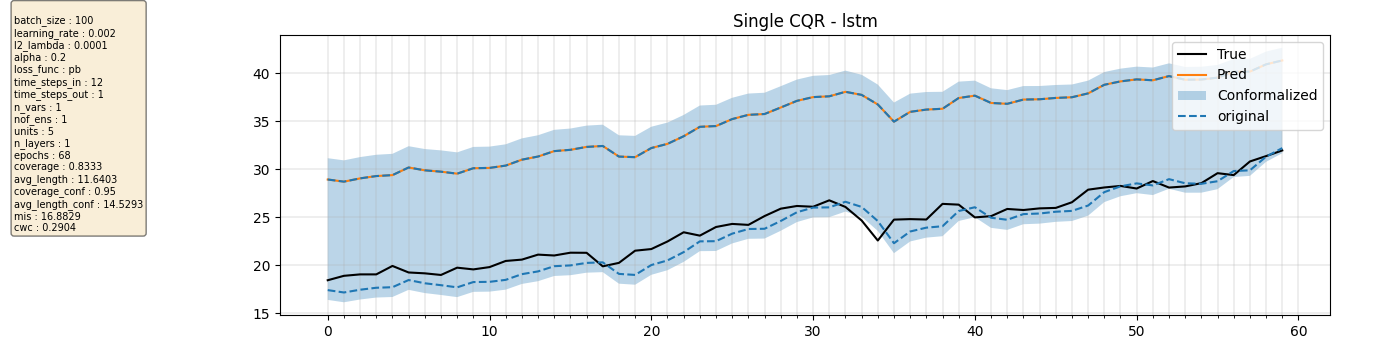 batch_size : 100
learning_rate : 0.002
l2_lambda : 0.0001
alpha : 0.2
loss_func : pb
time_steps_in : 12
time_steps_out : 1
n_vars : 1
nof_ens : 1
units : 5
n_layers : 1
epochs : 68
coverage : 0.8333
avg_length : 11.6403
coverage_conf : 0.95
avg_length_conf : 14.5293
mis : 16.8829
cwc : 0.2904
Single CQR - lstm
True
Pred
Conformalized
original
40
35
30
25
20
15
0 10 20 30 40 50 60